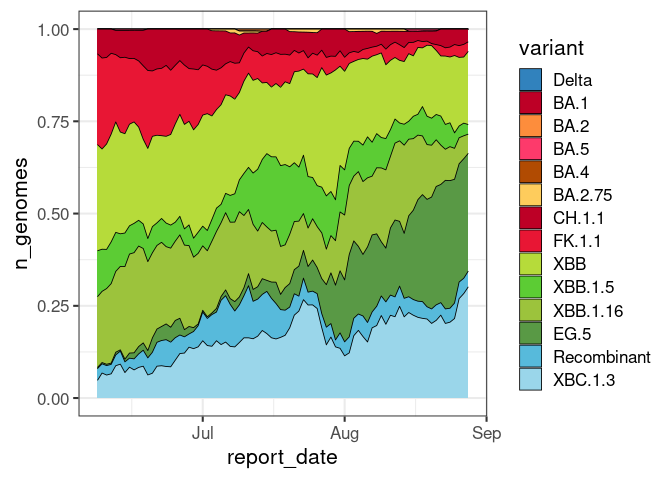 n_genomes
1.00
0.75
0.50
0.25
0.00
Jul
Aug
Sep
report_date
variant
Delta
BA.1
BA.2
BA.5
BA.4
BA.2.75
CH.1.1
FK.1.1
XBB
XBB.1.5
XBB.1.16
EG.5
Recombinant
XBC.1.3